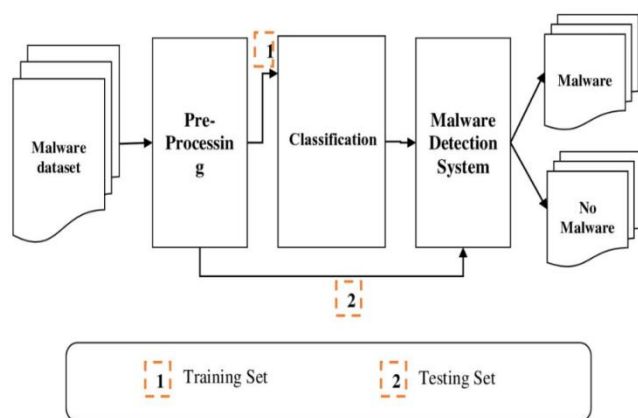 Malware
dataset
Pre-
Processin
g
1
Classification
Malware
Detection
System
Malware
No
Malware
2
1 Training Set
2 Testing Set